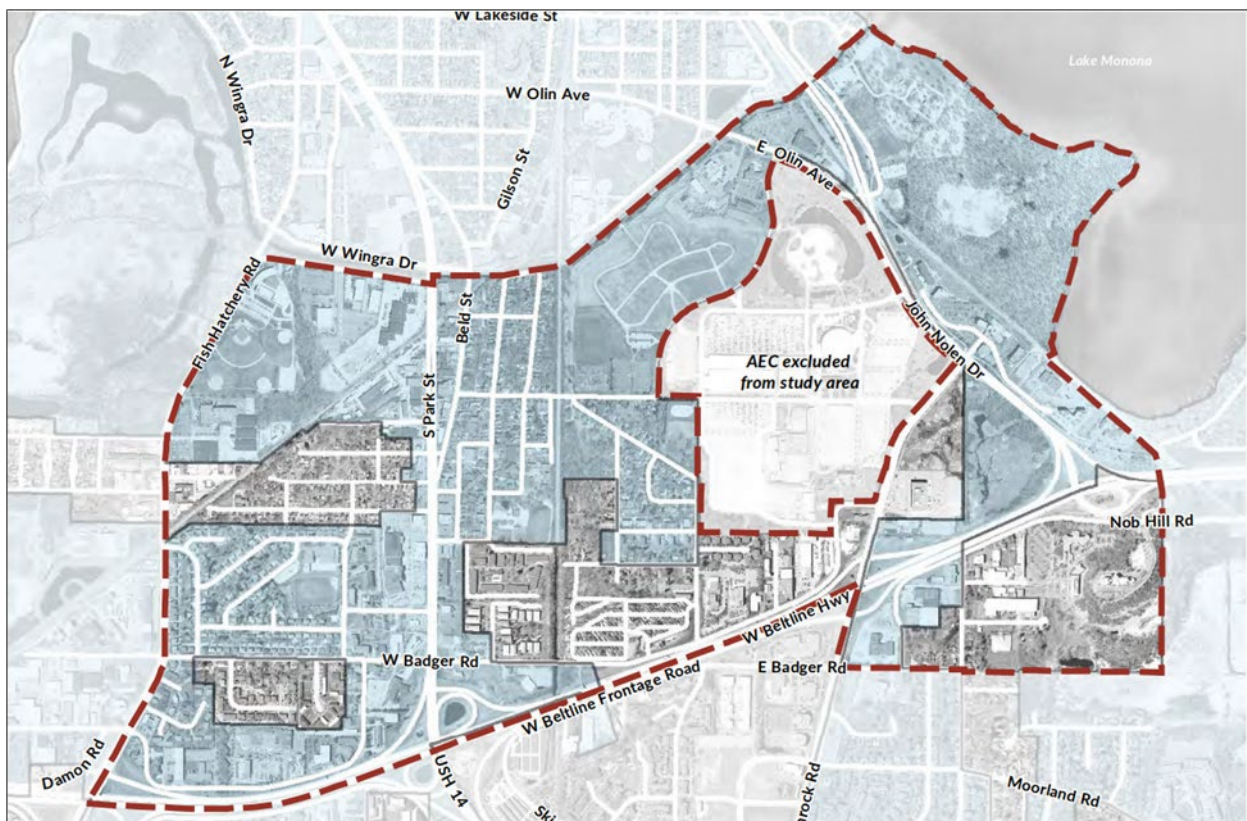 W Lakeside St
Lake Monona
N Wingra Dr
W Olin Ave
E Olin Ave
Gilson St
W Wingra Dr
Fish Hatchery Rd
Beld St
S Park St
John Nolen Dr
AEC excluded
from study area
Nob Hill Rd
W Beltline Hwy
W Badger Rd
E Badger Rd
W Beltline Frontage Road
Damon Rd
USH 14
Moorland Rd